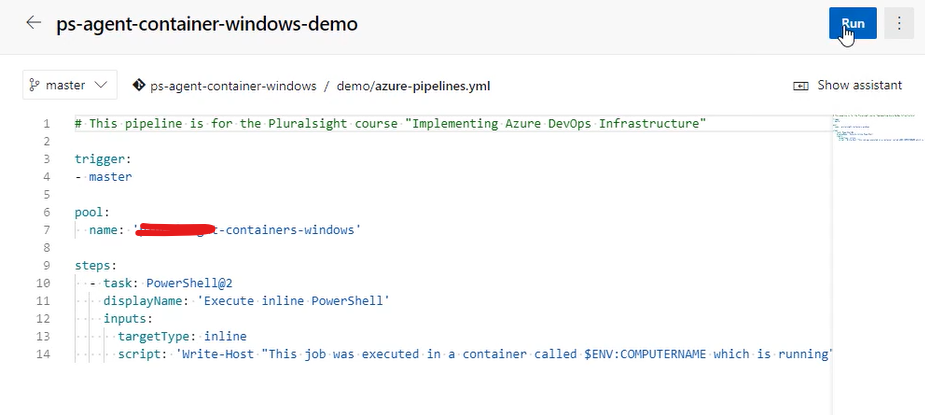 ps-agent-container-windows-demo
Run
master
ps-agent-container-windows / demo/azure-pipelines.yml
Show assistant
1 # This pipeline is for the Pluralsight course "Implementing Azure DevOps Infrastructure"
2
3 trigger:
4 - master
5
6 pool:
7 name: '-containers-windows'
8
9 steps:
10 - task: PowerShell@2
11 displayName: 'Execute inline PowerShell'
12 inputs:
13 targetType: inline
14 script: 'Write-Host "This job was executed in a container called $ENV:COMPUTERNAME which is running"